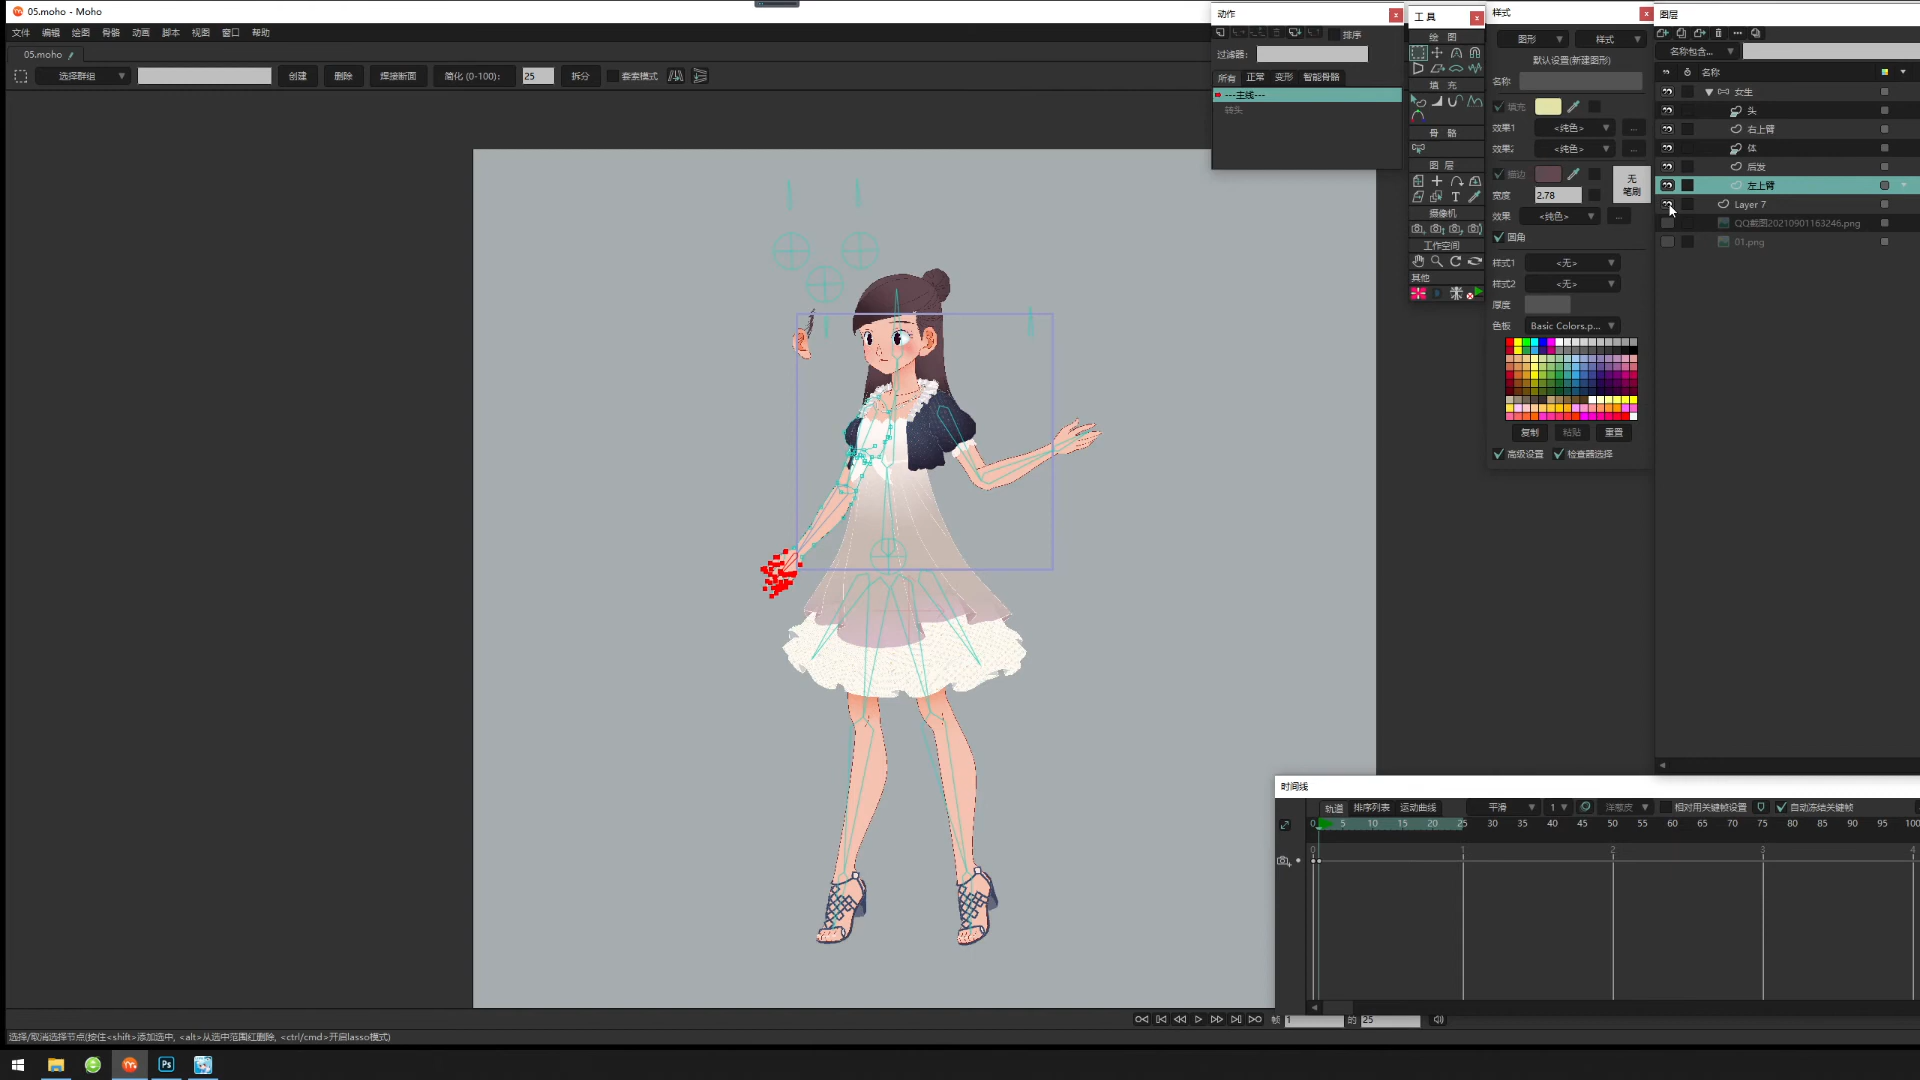 05.moho - Moho
文件 编辑 绘图 骨骼 动画 脚本 视图 窗口 帮助
05.moho
选择群组 创建 删除 焊接断面 简化 (0-100): 25 拆分 套索模式
动作
排序
过滤器:
所有 正常 变形 智能骨骼
---主线---
转头
工具
绘图
填充
骨骼
图层
摄像机
工作空间
其他
样式
图形 样式
默认设置(新建图形)
名称
填充
效果1 <纯色> ...
效果2 <纯色> ...
描边
无
笔刷
宽度 2.78
效果 <纯色> ...
圆角
样式1 <无>
样式2 <无>
厚度
色板 Basic Colors.p...
复制 粘贴 重置
高级设置 检查器选择
图层
名称包含...
名称
女生
头
右上臂
体
后发
左上臂
Layer 7
QQ截图20210901163246.png
01.png
时间线
轨道 排序列表 运动曲线 平滑 1 洋葱皮 相对用关键帧设置 自动冻结关键帧
0 5 10 15 20 25 30 35 40 45 50 55 60 65 70 75 80 85 90 95 100
0 1 2 3 4
帧 1 的 25
选择/取消选择节点(按住<shift>添加选中, <alt>从选中范围红删除, <ctrl/cmd>开启lasso模式)
Ps